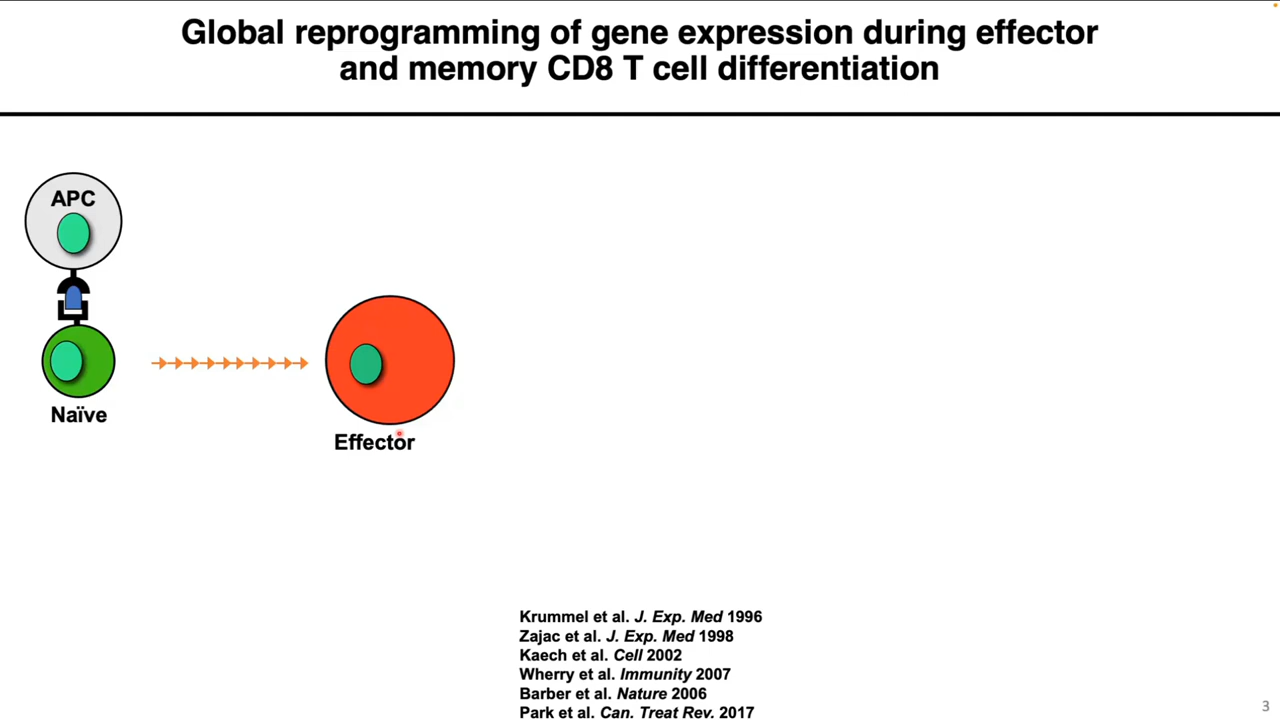 Global reprogramming of gene expression during effector
and memory CD8 T cell differentiation
APC
Naïve
Effector
Krummel et al. J. Exp. Med 1996
Zajac et al. J. Exp. Med 1998
Kaech et al. Cell 2002
Wherry et al. Immunity 2007
Barber et al. Nature 2006
Park et al. Can. Treat Rev. 2017
3